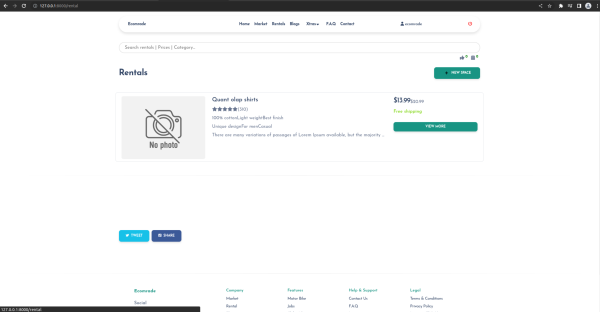 127.0.0.1:8000/rental
Ecomrade Home Market Rentals Blogs Xtras F.A.Q. Contact ecomrade
Search rentals | Prices | Category...
0 0
Rentals
NEW SPACE
Quant olap shirts
(310)
100% cotton Light weight Best finish
Unique design For men Casual
There are many variations of passages of Lorem Ipsum available, but the majority...
No photo
$13.99 $20.99
Free shipping
VIEW MORE
TWEET SHARE
Ecomrade
Social
Company
Market
Rental
Features
Motor Bike
Jobs
Help & Support
Contact Us
F.A.Q.
Legal
Terms & Conditions
Privacy Policy
127.0.0.1:8000/rental